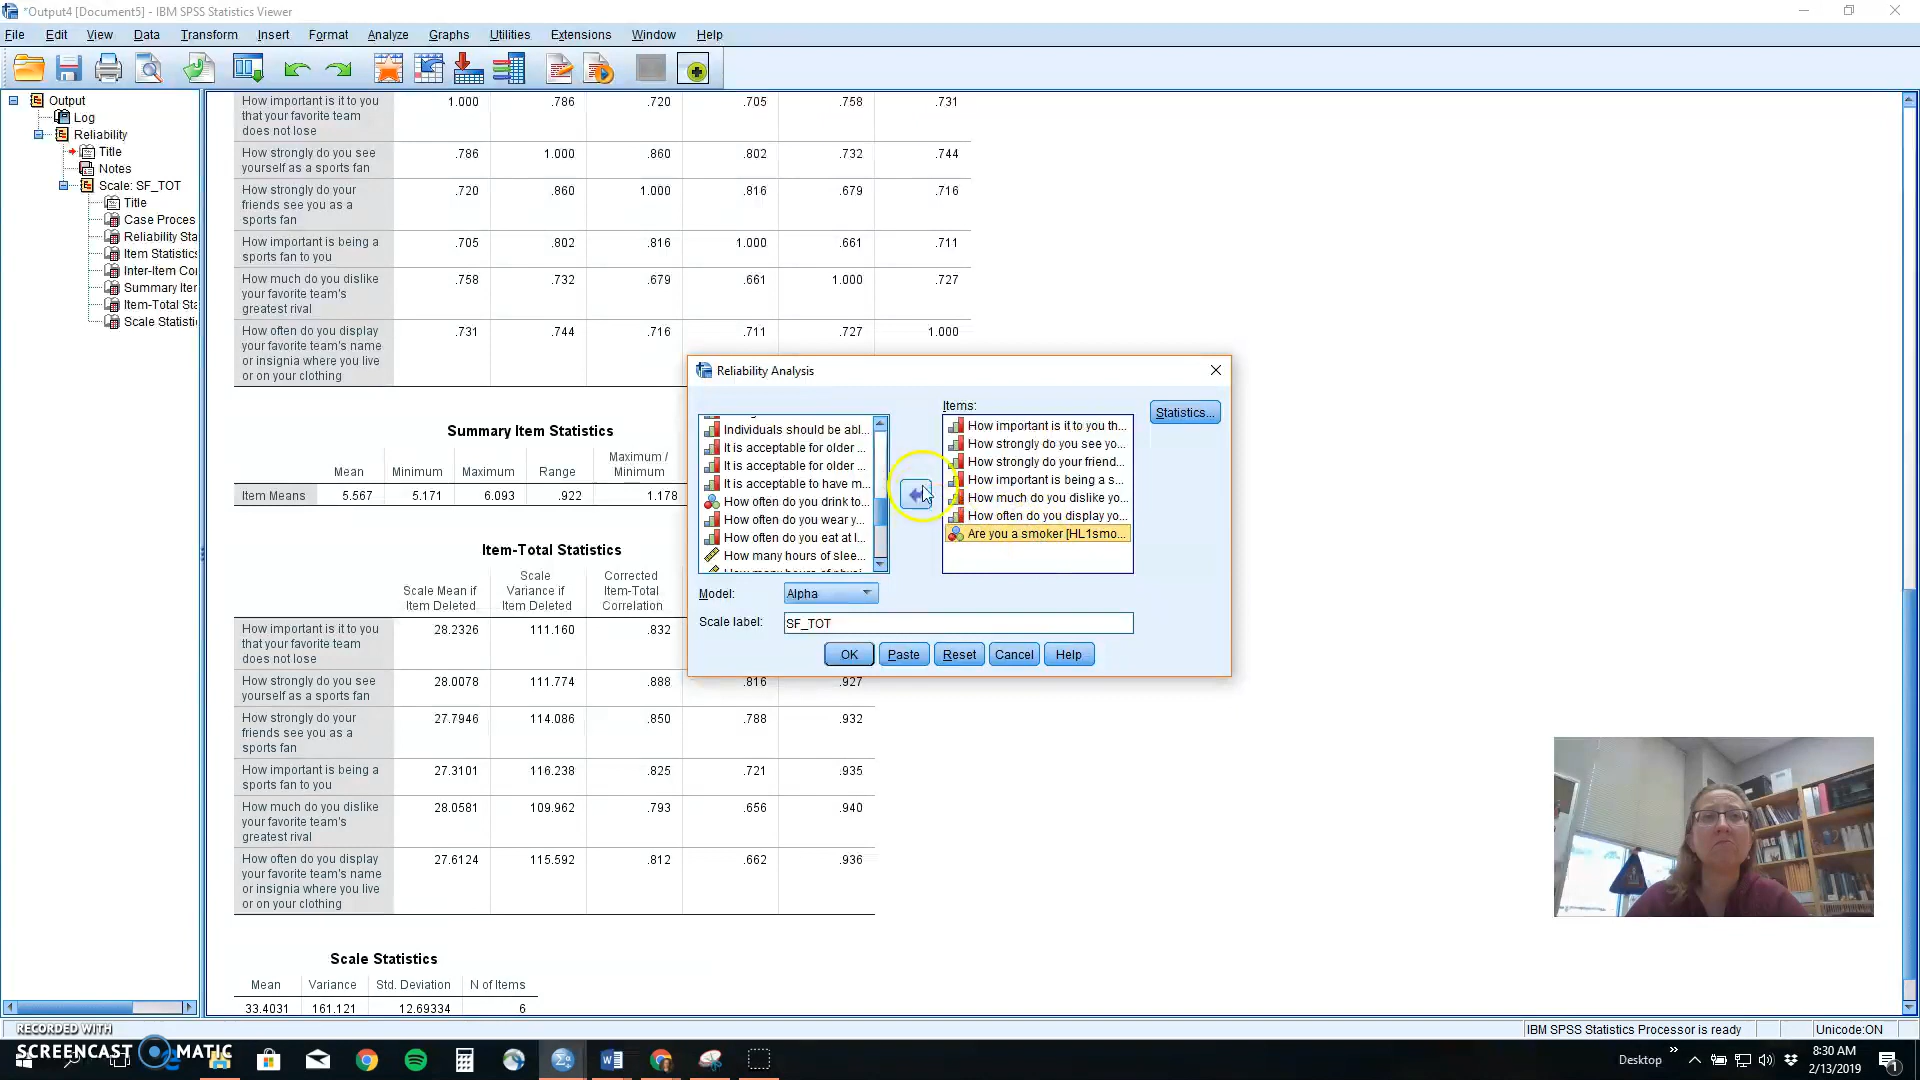 *Output4 [Document5] - IBM SPSS Statistics Viewer
File Edit View Data Transform Insert Format Analyze Graphs Utilities Extensions Window Help
Output
Log
Reliability
Title
Notes
Scale: SF_TOT
Title
Case Proces
Reliability Sta
Item Statistics
Inter-Item Co
Summary Iter
Item-Total Sta
Scale Statisti
How important is it to you 1.000 .786 .720 .705 .758 .731
that your favorite team
does not lose
How strongly do you see .786 1.000 .860 .802 .732 .744
yourself as a sports fan
How strongly do your .720 .860 1.000 .816 .679 .716
friends see you as a
sports fan
How important is being a .705 .802 .816 1.000 .661 .711
sports fan to you
How much do you dislike .758 .732 .679 .661 1.000 .727
your favorite team's
greatest rival
How often do you display .731 .744 .716 .711 .727 1.000
your favorite team's name
or insignia where you live
or on your clothing
Summary Item Statistics
Mean Minimum Maximum Range Maximum / Minimum
Item Means 5.567 5.171 6.093 .922 1.178
Item-Total Statistics
Scale Mean if Item Deleted Scale Variance if Item Deleted Corrected Item-Total Correlation
How important is it to you 28.2326 111.160 .832
that your favorite team
does not lose
How strongly do you see 28.0078 111.774 .888 .816 .927
yourself as a sports fan
How strongly do your 27.7946 114.086 .850 .788 .932
friends see you as a
sports fan
How important is being a 27.3101 116.238 .825 .721 .935
sports fan to you
How much do you dislike 28.0581 109.962 .793 .656 .940
your favorite team's
greatest rival
How often do you display 27.6124 115.592 .812 .662 .936
your favorite team's name
or insignia where you live
or on your clothing
Scale Statistics
Mean Variance Std. Deviation N of Items
33.4031 161.121 12.69334 6
Reliability Analysis
Individuals should be abl...
It is acceptable for older ...
It is acceptable for older ...
It is acceptable to have m...
How often do you drink to...
How often do you wear y...
How often do you eat at l...
How many hours of slee...
Items:
How important is it to you th...
How strongly do you see yo...
How strongly do your friend...
How important is being a s...
How much do you dislike yo...
How often do you display yo...
Are you a smoker [HL1smo...
Statistics...
Model: Alpha
Scale label: SF_TOT
OK Paste Reset Cancel Help
IBM SPSS Statistics Processor is ready Unicode:ON
RECORDED WITH
SCREENCAST MATIC
Desktop
8:30 AM
2/13/2019
1